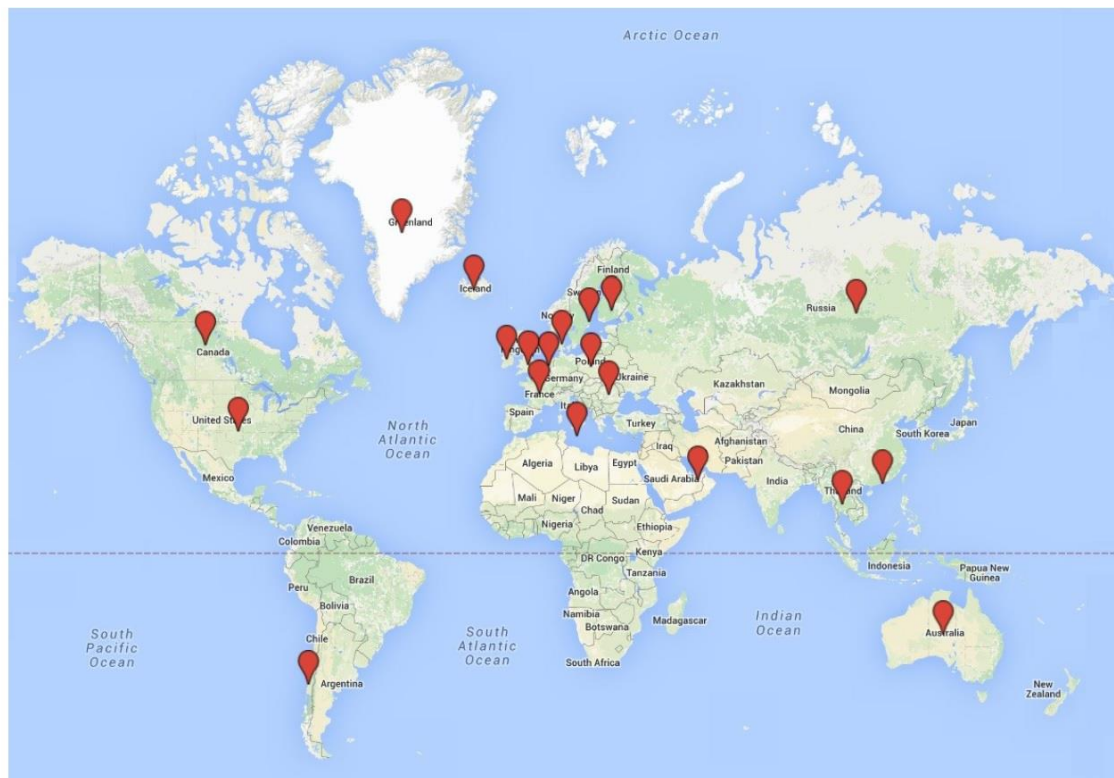 Arctic Ocean
Greenland
Iceland
Finland
Russia
Canada
Poland
Germany
Ukraine
France
Kazakhstan
Mongolia
United States
North
Atlantic
Ocean
Spain
Turkey
China
South Korea
Japan
Iraq
Afghanistan
Pakistan
Algeria
Libya
Egypt
Saudi Arabia
India
Thailand
Mexico
Mali
Niger
Chad
Sudan
Nigeria
Ethiopia
Venezuela
Colombia
DR Congo
Kenya
Tanzania
Indonesia
Papua New
Guinea
Peru
Brazil
Bolivia
Angola
Namibia
Botswana
Madagascar
Indian
Ocean
South
Pacific
Ocean
Chile
South
Atlantic
Ocean
Australia
South Africa
Argentina
New
Zealand